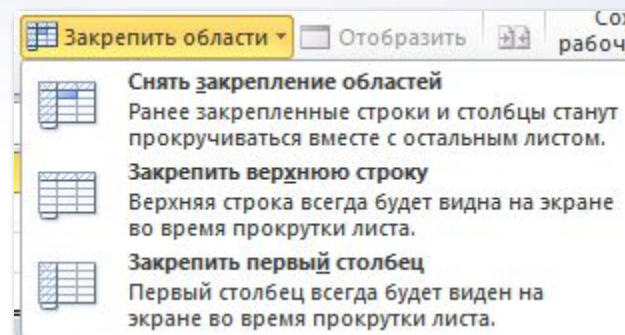 Закрепить области
Отобразить
рабоч
Снять закрепление областей
Ранее закрепленные строки и столбцы станут
прокручиваться вместе с остальным листом.
Закрепить верхнюю строку
Верхняя строка всегда будет видна на экране
во время прокрутки листа.
Закрепить первый столбец
Первый столбец всегда будет виден на
экране во время прокрутки листа.